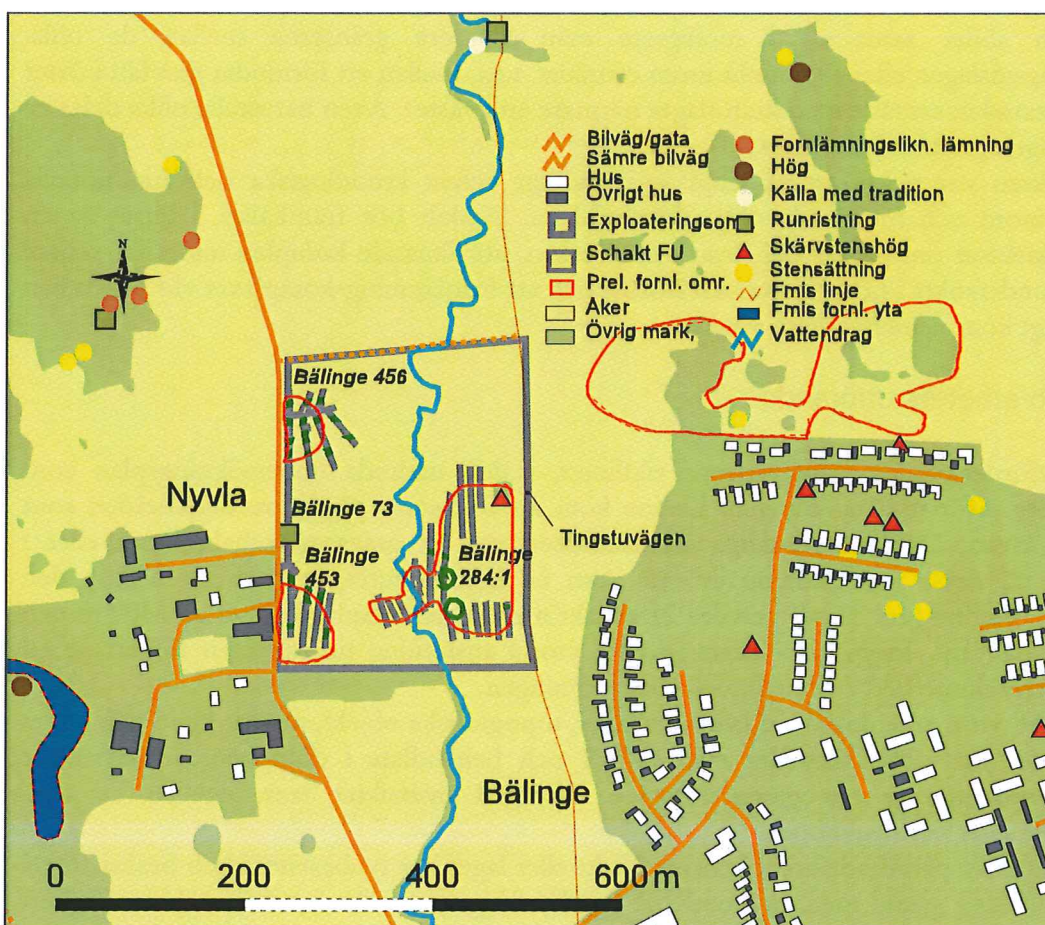 Bilväg/gata
Sämre bilväg
Hus
Övrigt hus
Exploateringsom
Schakt FU
Prel. fornl. omr.
Åker
Övrig mark,
Fornlämningslikn. lämning
Hög
Källa med tradition
Runristning
Skärvstenshög
Stensättning
Fmis linje
Fmis fornl. yta
Vattendrag
N
Bälinge 456
Nyvla
Bälinge 73
Bälinge
453
Bälinge
284:1
Tingstuvägen
Bälinge
0 200 400 600 m